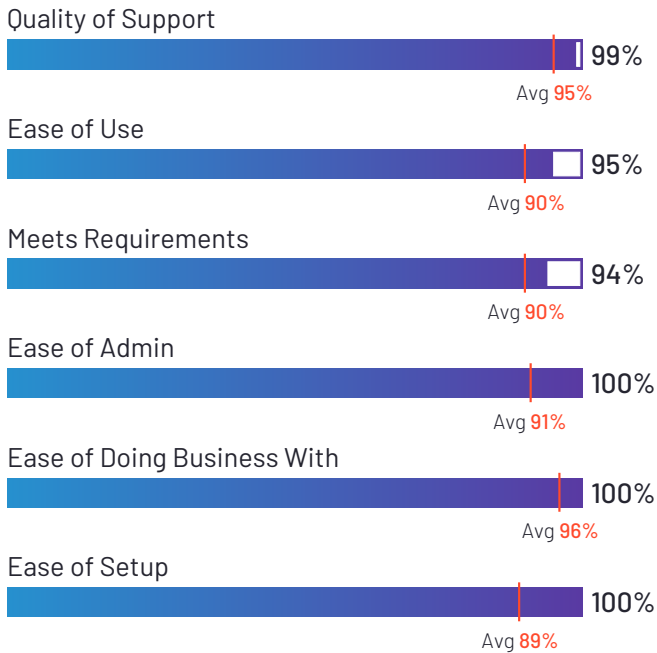 Quality of Support
99%
Avg 95%
Ease of Use
95%
Avg 90%
Meets Requirements
94%
Avg 90%
Ease of Admin
100%
Avg 91%
Ease of Doing Business With
100%
Avg 96%
Ease of Setup
100%
Avg 89%